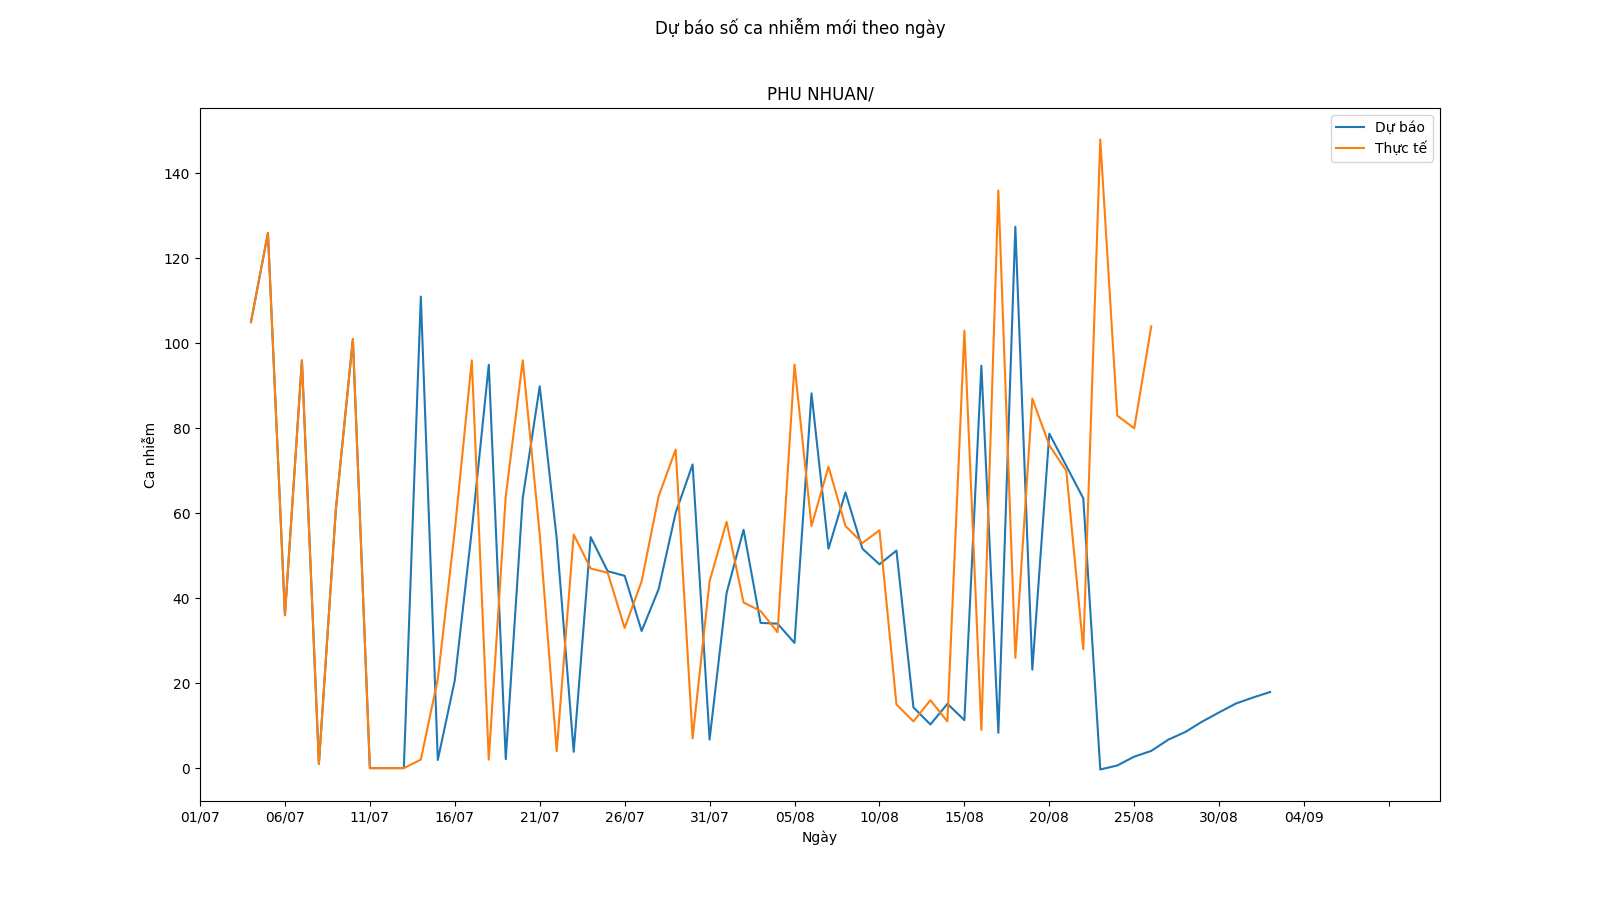 Dự báo số ca nhiễm mới theo ngày
PHU NHUAN/
Dự báo
Thực tế
140
120
100
80
60
40
20
0
Ca nhiễm
01/07 06/07 11/07 16/07 21/07 26/07 31/07 05/08 10/08 15/08 20/08 25/08 30/08 04/09
Ngày